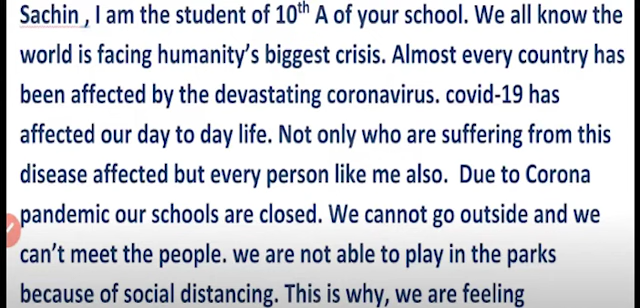 Sachin , I am the student of 10th A of your school. We all know the
world is facing humanity's biggest crisis. Almost every country has
been affected by the devastating coronavirus. covid-19 has
affected our day to day life. Not only who are suffering from this
disease affected but every person like me also.  Due to Corona
pandemic our schools are closed. We cannot go outside and we
can't meet the people. we are not able to play in the parks
because of social distancing. This is why, we are feeling